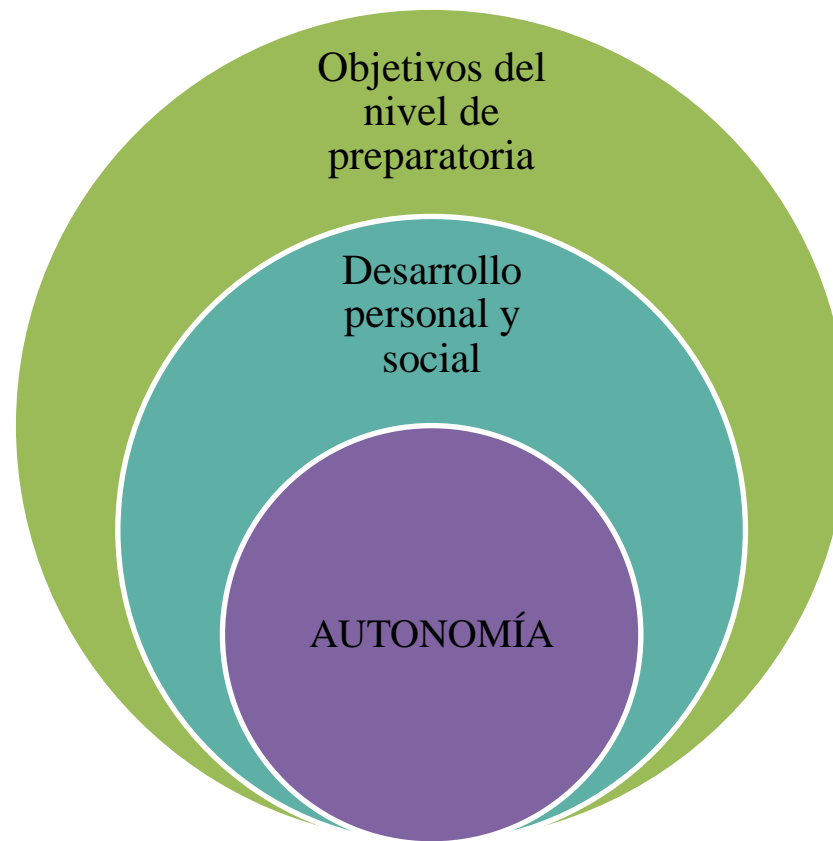 Objetivos del
nivel de
preparatoria
Desarrollo
personal y
social
AUTONOMÍA